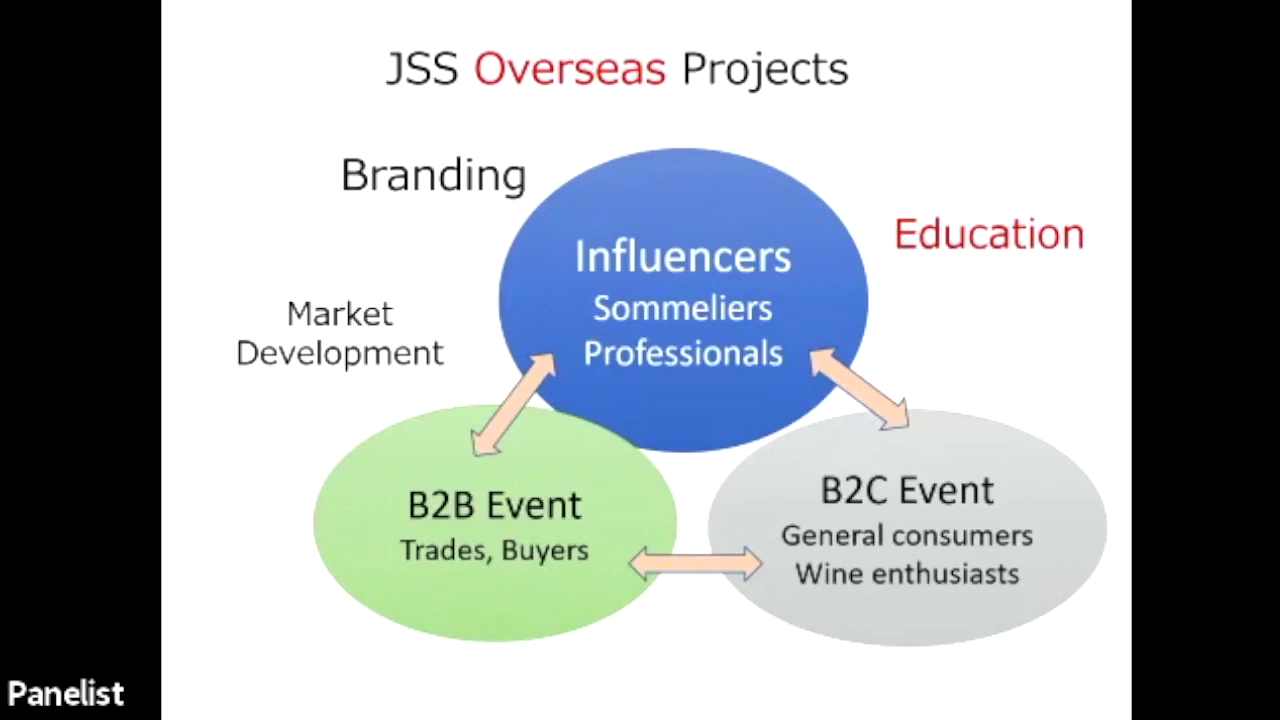 JSS Overseas Projects
Branding
Education
Influencers
Sommeliers
Professionals
Market
Development
B2B Event
Trades, Buyers
B2C Event
General consumers
Wine enthusiasts
Panelist